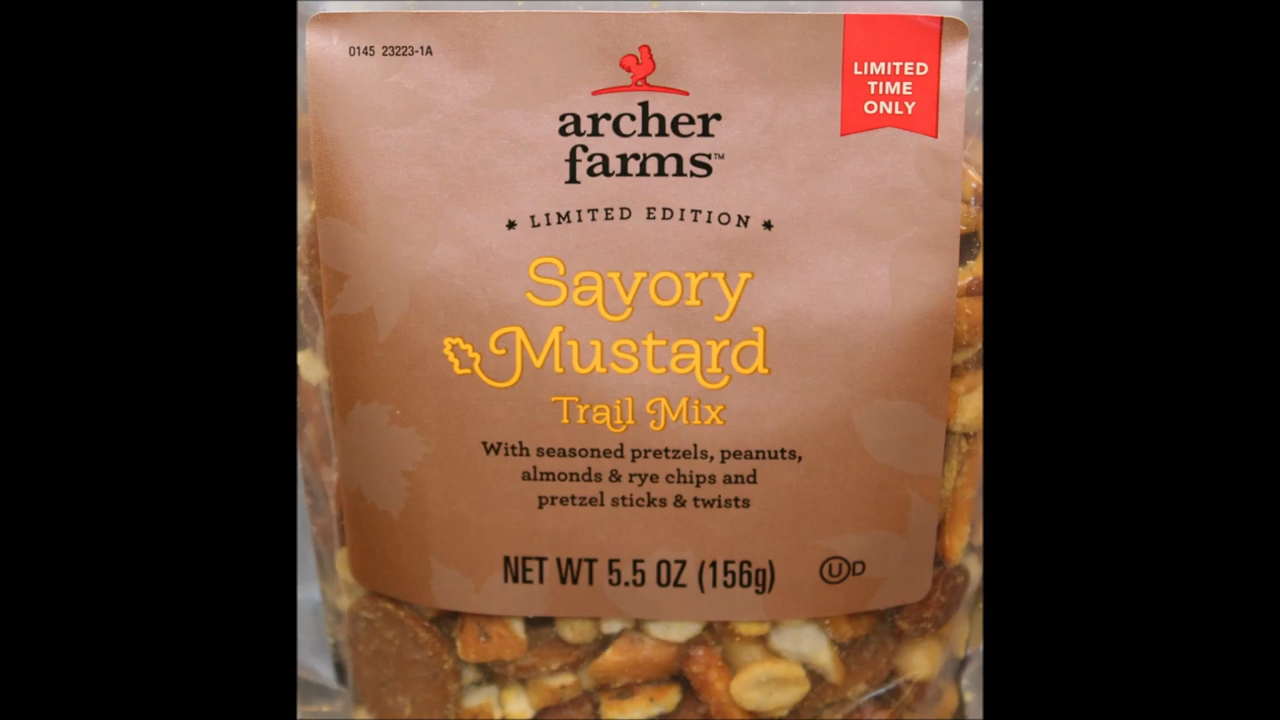 0145 23223-1A
LIMITED
TIME
ONLY
archer
farms™
LIMITED EDITION
Savory
Mustard
Trail Mix
With seasoned pretzels, peanuts,
almonds & rye chips and
pretzel sticks & twists
NET WT 5.5 OZ (156g)
U D